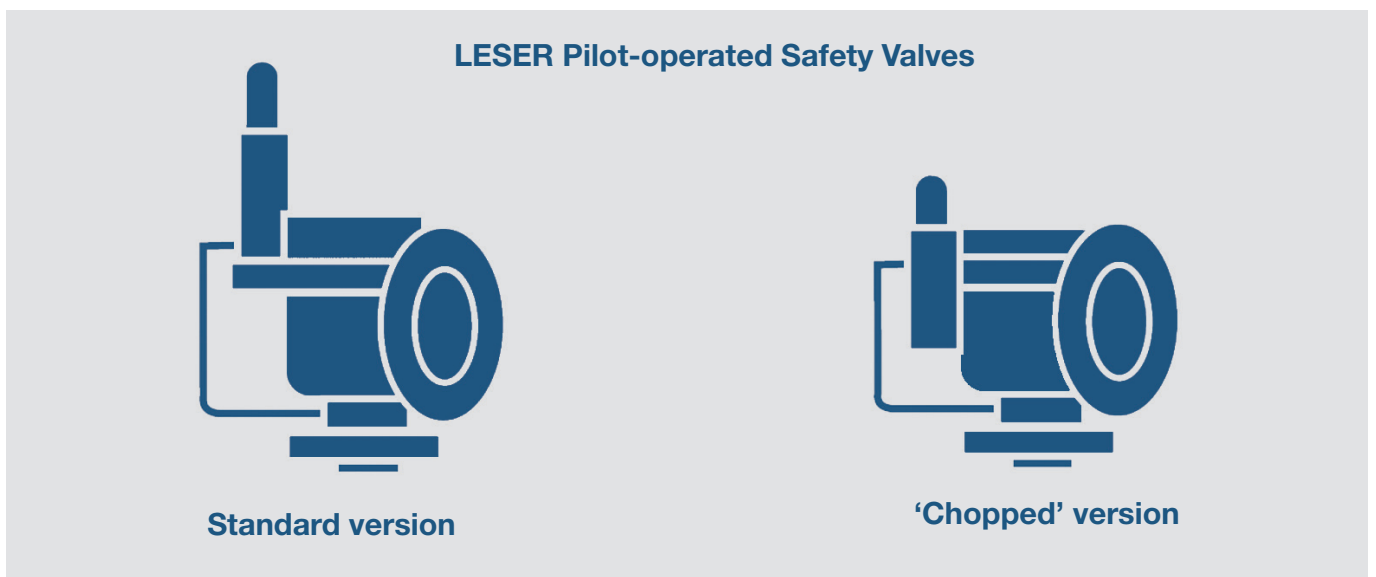 LESER Pilot-operated Safety Valves
Standard version
‘Chopped’ version